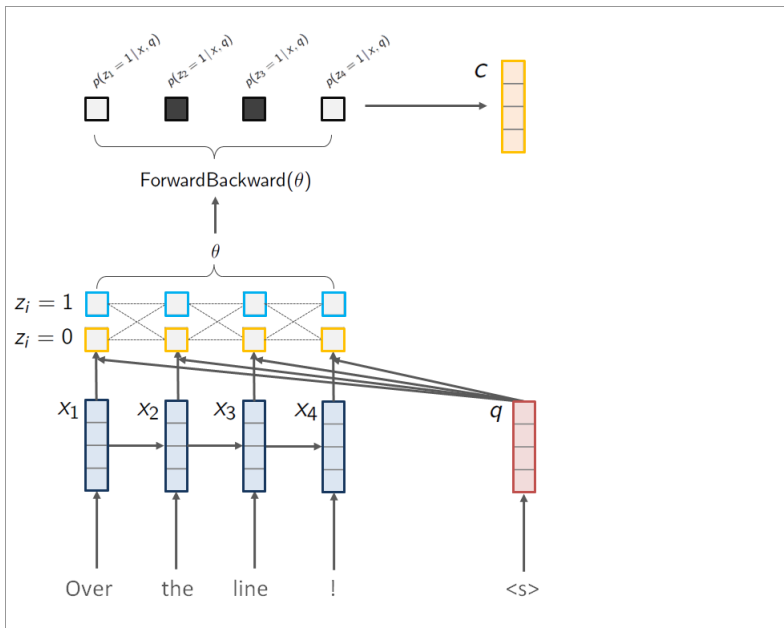 p(z₁ = 1 | x, q) p(z₂ = 1 | x, q) p(z₃ = 1 | x, q) p(z₄ = 1 | x, q)
c
ForwardBackward(θ)
θ
zᵢ = 1
zᵢ = 0
x₁ x₂ x₃ x₄ q
Over the line ! <s>